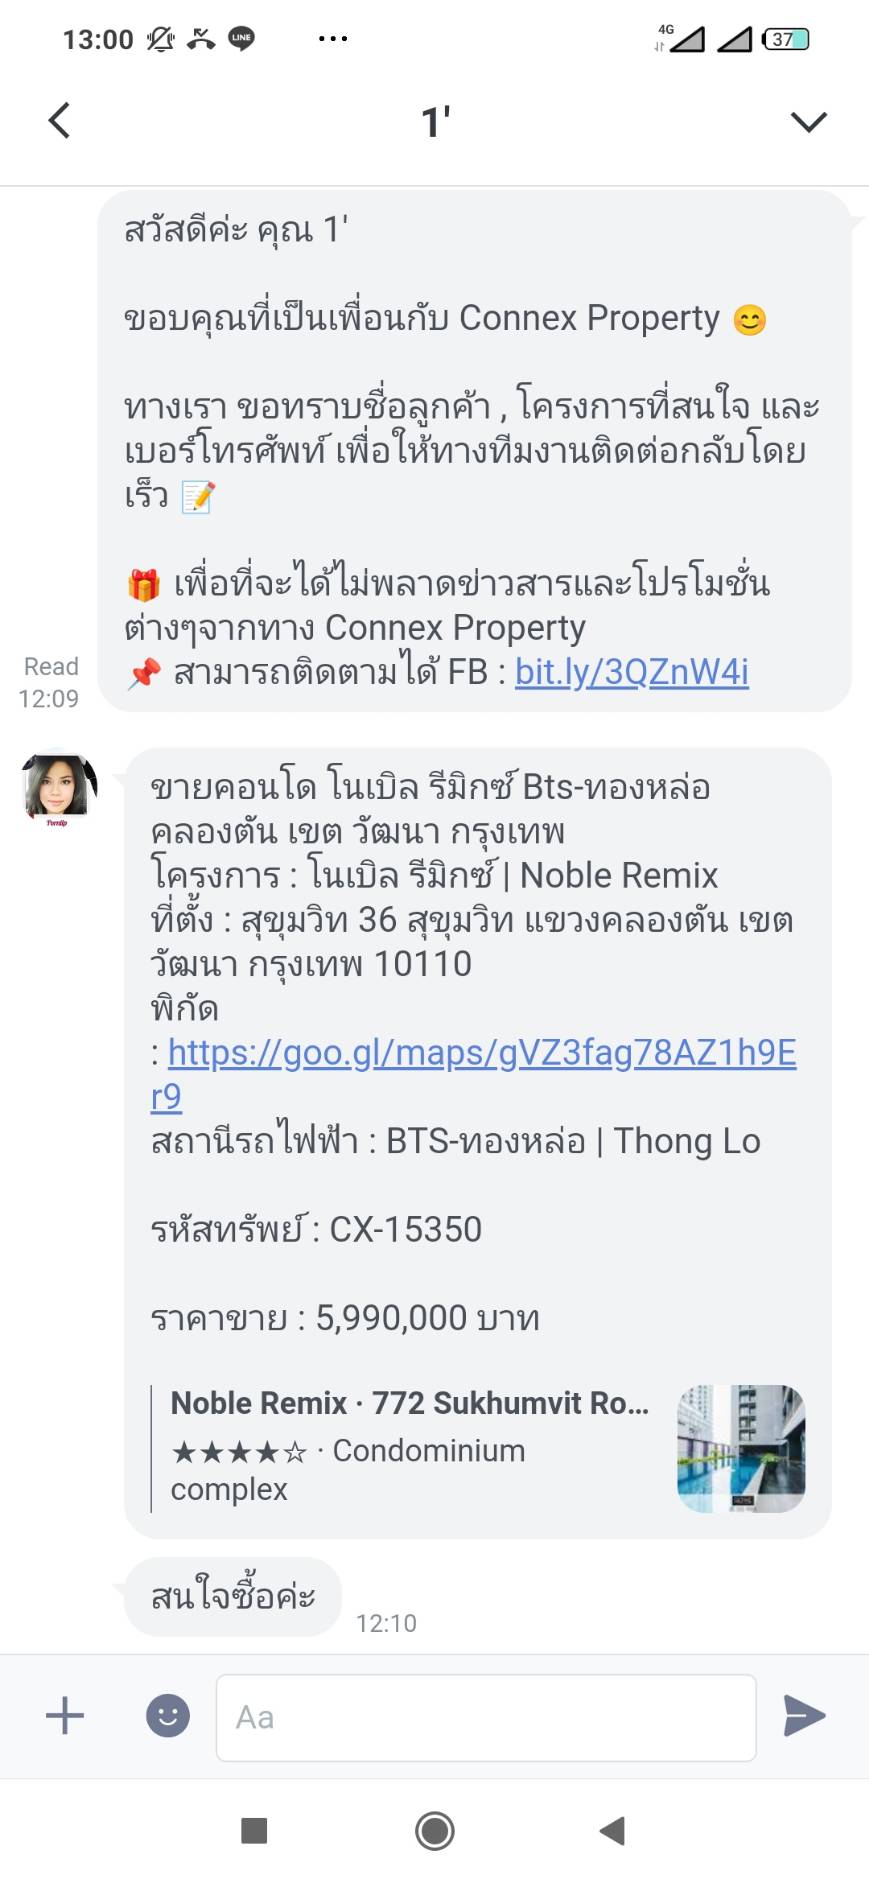 13:00 LINE ... 4G 37
1'
สวัสดีค่ะ คุณ 1'
ขอบคุณที่เป็นเพื่อนกับ Connex Property 😊
ทางเรา ขอทราบชื่อลูกค้า , โครงการที่สนใจ และ
เบอร์โทรศัพท์ เพื่อให้ทางทีมงานติดต่อกลับโดย
เร็ว 📝
🎁 เพื่อที่จะได้ไม่พลาดข่าวสารและโปรโมชั่น
ต่างๆจากทาง Connex Property
📌 สามารถติดตามได้ FB : bit.ly/3QZnW4i
Read
12:09
ขายคอนโด โนเบิล รีมิกซ์ Bts-ทองหล่อ
คลองตัน เขต วัฒนา กรุงเทพ
โครงการ : โนเบิล รีมิกซ์ | Noble Remix
ที่ตั้ง : สุขุมวิท 36 สุขุมวิท แขวงคลองตัน เขต
วัฒนา กรุงเทพ 10110
พิกัด
: https://goo.gl/maps/gVZ3fag78AZ1h9E
r9
สถานีรถไฟฟ้า : BTS-ทองหล่อ | Thong Lo
รหัสทรัพย์ : CX-15350
ราคาขาย : 5,990,000 บาท
Noble Remix · 772 Sukhumvit Ro...
★★★★☆ · Condominium
complex
สนใจซื้อค่ะ
12:10
Aa